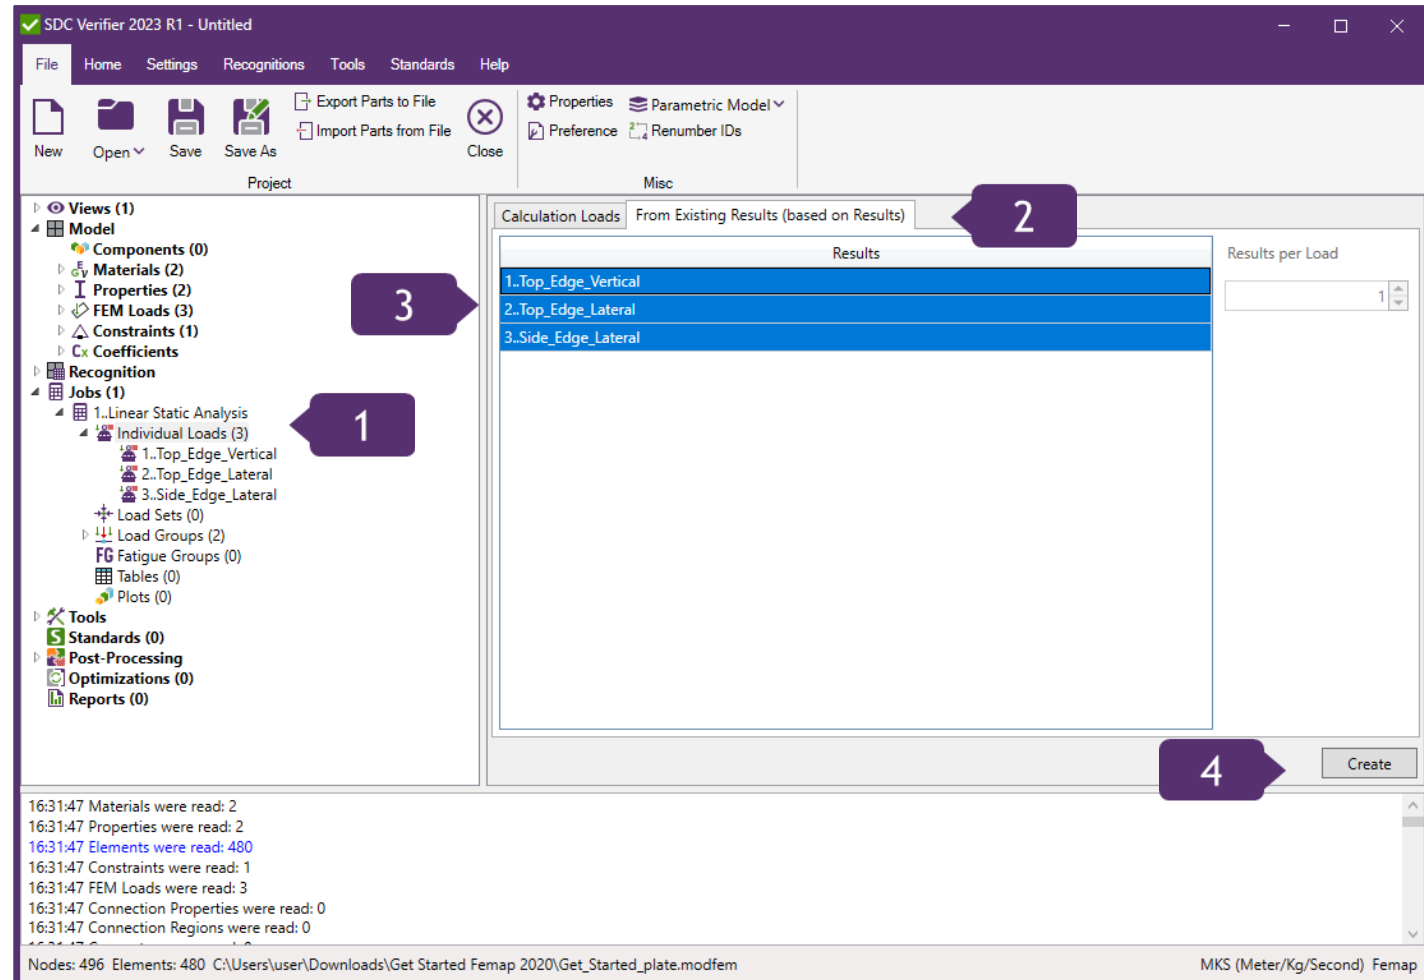 SDC Verifier 2023 R1 - Untitled
File Home Settings Recognitions Tools Standards Help
New
Open
Save
Save As
Export Parts to File
Import Parts from File
Close
Project
Properties
Preference
Parametric Model
Renumber IDs
Misc
Views (1)
Model
Components (0)
Materials (2)
Properties (2)
FEM Loads (3)
Constraints (1)
Cx Coefficients
Recognition
Jobs (1)
1..Linear Static Analysis
Individual Loads (3)
1..Top_Edge_Vertical
2..Top_Edge_Lateral
3..Side_Edge_Lateral
Load Sets (0)
Load Groups (2)
FG Fatigue Groups (0)
Tables (0)
Plots (0)
Tools
S Standards (0)
Post-Processing
Optimizations (0)
Reports (0)
1
Calculation Loads
From Existing Results (based on Results)
2
Results
1..Top_Edge_Vertical
2..Top_Edge_Lateral
3..Side_Edge_Lateral
3
Results per Load
1
4
Create
16:31:47 Materials were read: 2
16:31:47 Properties were read: 2
16:31:47 Elements were read: 480
16:31:47 Constraints were read: 1
16:31:47 FEM Loads were read: 3
16:31:47 Connection Properties were read: 0
16:31:47 Connection Regions were read: 0
Nodes: 496 Elements: 480 C:\Users\user\Downloads\Get Started Femap 2020\Get_Started_plate.modfem
MKS (Meter/Kg/Second) Femap